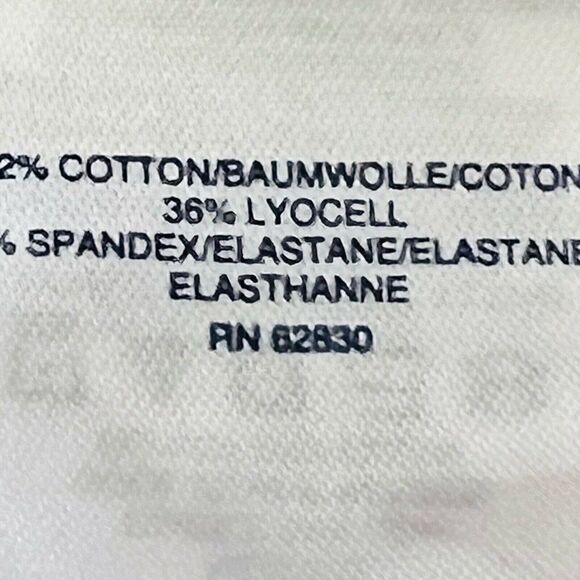 2% COTTON/BAUMWOLLE/COTON
36% LYOCELL
% SPANDEX/ELASTANE/ELASTANE
ELASTHANNE
RN 62830